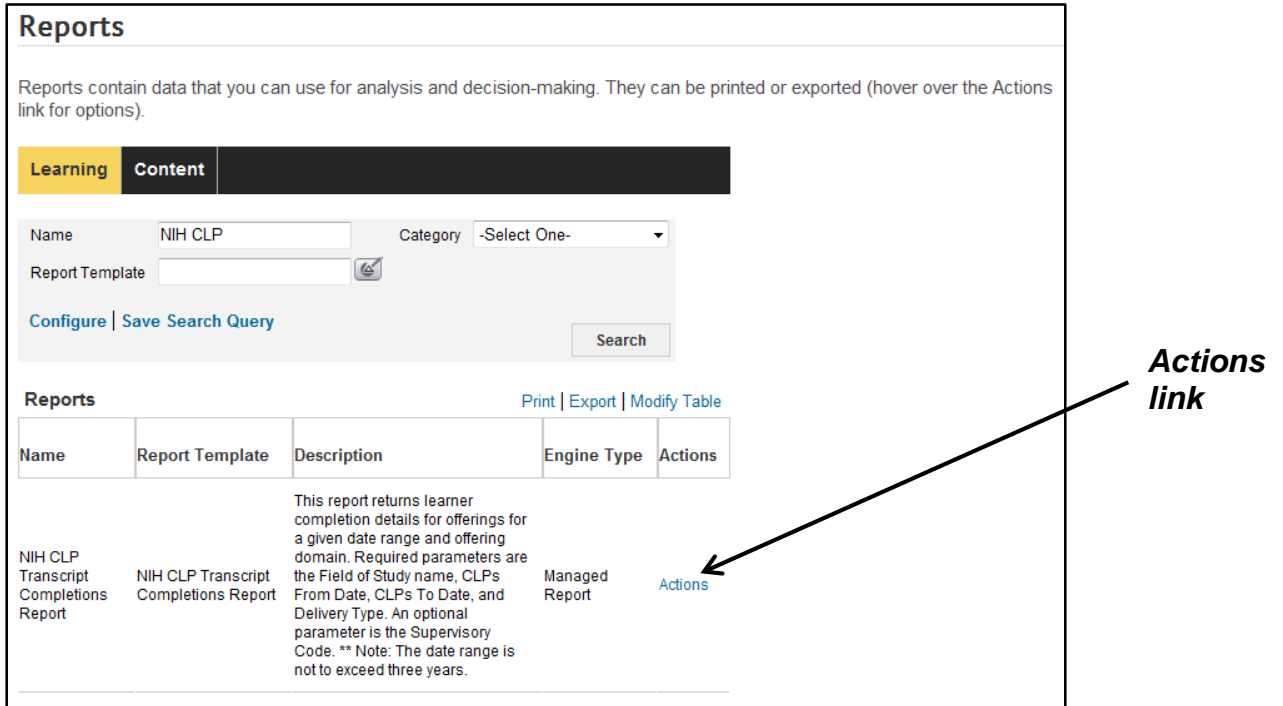 Reports
Reports contain data that you can use for analysis and decision-making. They can be printed or exported (hover over the Actions
link for options).
Learning Content
Name NIH CLP Category -Select One-
Report Template
Configure | Save Search Query
Search
Actions
link
Reports Print | Export | Modify Table
Name Report Template Description Engine Type Actions
NIH CLP
Transcript
Completions
Report
NIH CLP Transcript
Completions Report
This report returns learner
completion details for offerings for
a given date range and offering
domain. Required parameters are
the Field of Study name, CLPs
From Date, CLPs To Date, and
Delivery Type. An optional
parameter is the Supervisory
Code. ** Note: The date range is
not to exceed three years.
Managed
Report
Actions